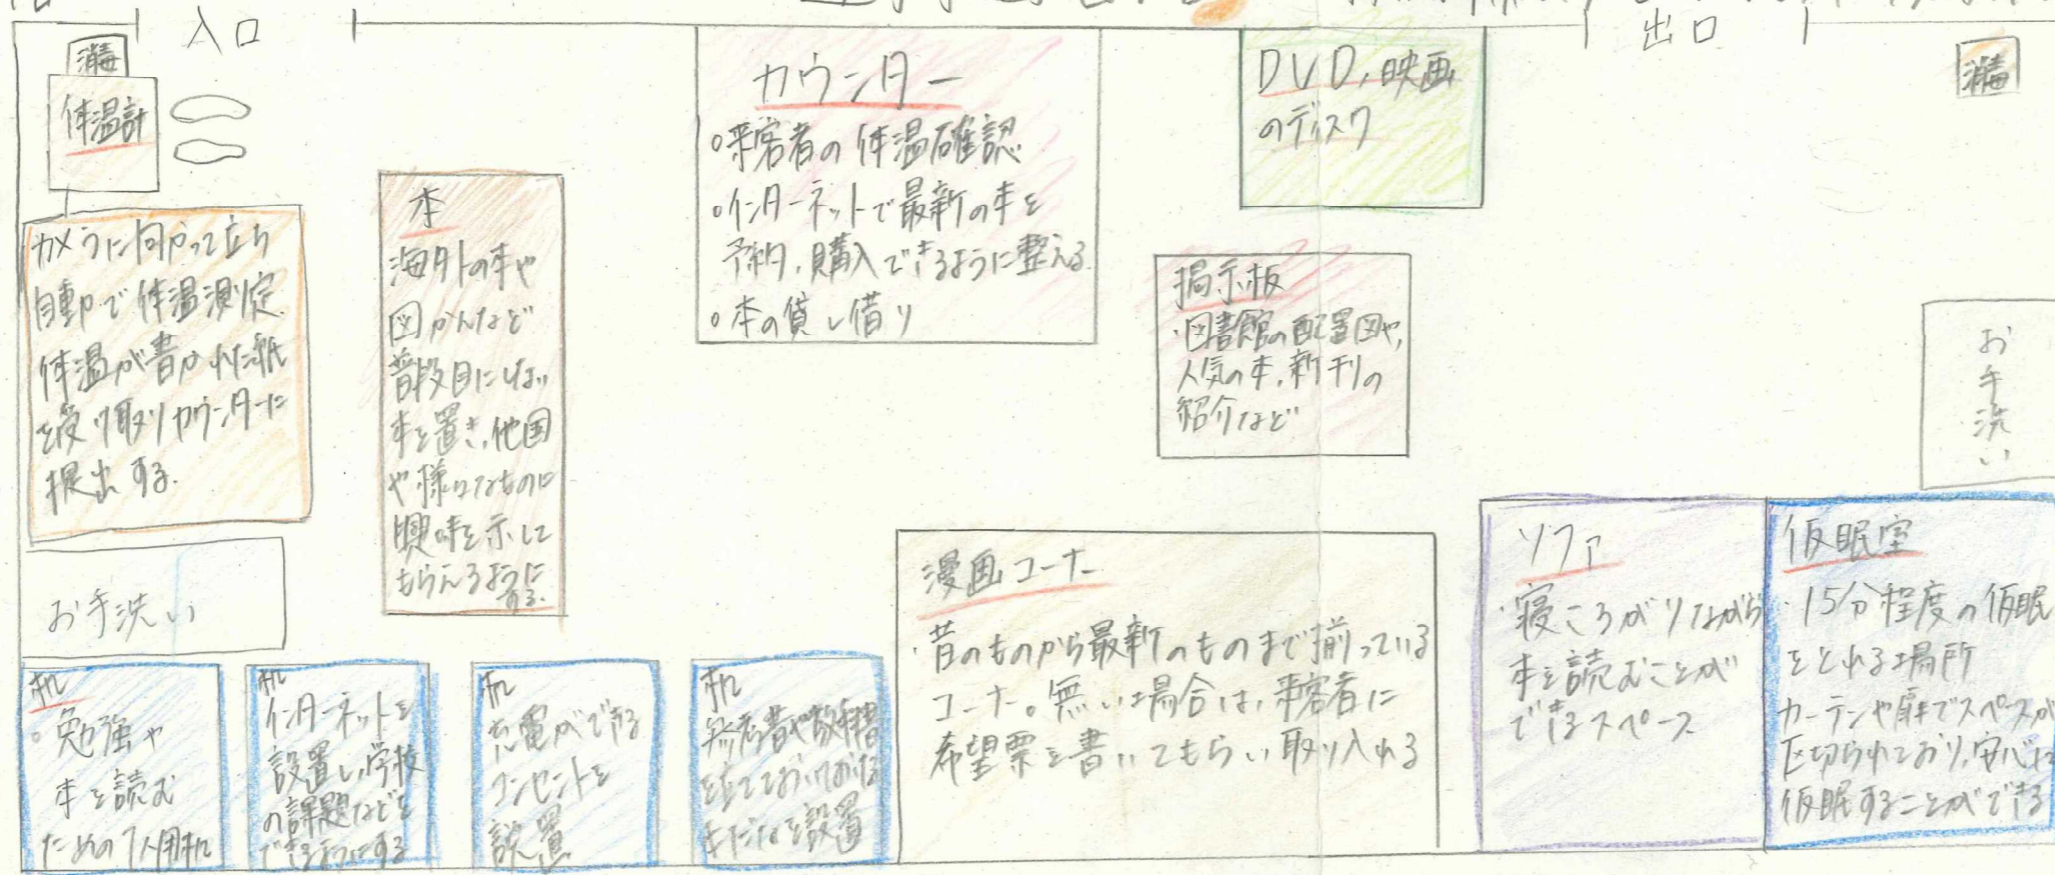 入口
出口
消毒
体温計
カメラに向かって立ち
自動で体温測定。
体温が書かれた紙
を受け取りカウンターに
提出する。
お手洗い
本
海外の本や
図かんなど
普段目にしない
本を置き、他国
や様々なものに
興味を示して
もらえるように
する。
カウンター
○来客者の体温確認
○インターネットで最新の本を
予約、購入できるように整える
○本の貸し借り
DVD、映画
のディスク
掲示板
・図書館の配置図や、
人気の本、新刊の
紹介など
消毒
お手洗い
机
○勉強や
本を読む
ための1人用机
机
インターネットを
設置し、学校
の課題などを
できるようにする
机
充電ができる
コンセントを
設置
机
参考書や教科書
を立てておいておける
本だなを設置
漫画コーナー
・昔のものから最新のものまで揃っている
コーナー。無い場合は、来客者に
希望票を書いてもらい取り入れる
ソファ
・寝ころがりながら
本を読むことが
できるスペース
仮眠室
・15分程度の仮眠
をとれる場所
カーテンや扉でスペースが
区切られており、安心に
仮眠することができる